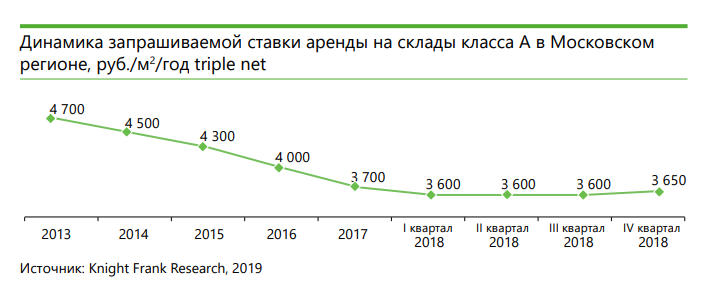 Динамика запрашиваемой ставки аренды на склады класса А в Московском
регионе, руб./м²/год triple net
4 700
4 500
4 300
4 000
3 700
3 600
3 600
3 600
3 650
2013
2014
2015
2016
2017
I квартал
2018
II квартал
2018
III квартал
2018
IV квартал
2018
Источник: Knight Frank Research, 2019